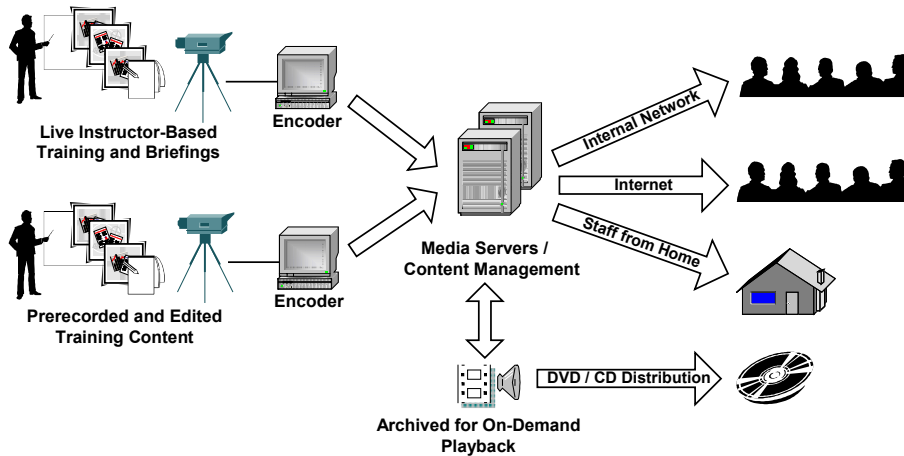 Live Instructor-Based
Training and Briefings
Encoder
Prerecorded and Edited
Training Content
Encoder
Media Servers /
Content Management
Internal Network
Internet
Staff from Home
DVD / CD Distribution
Archived for On-Demand
Playback